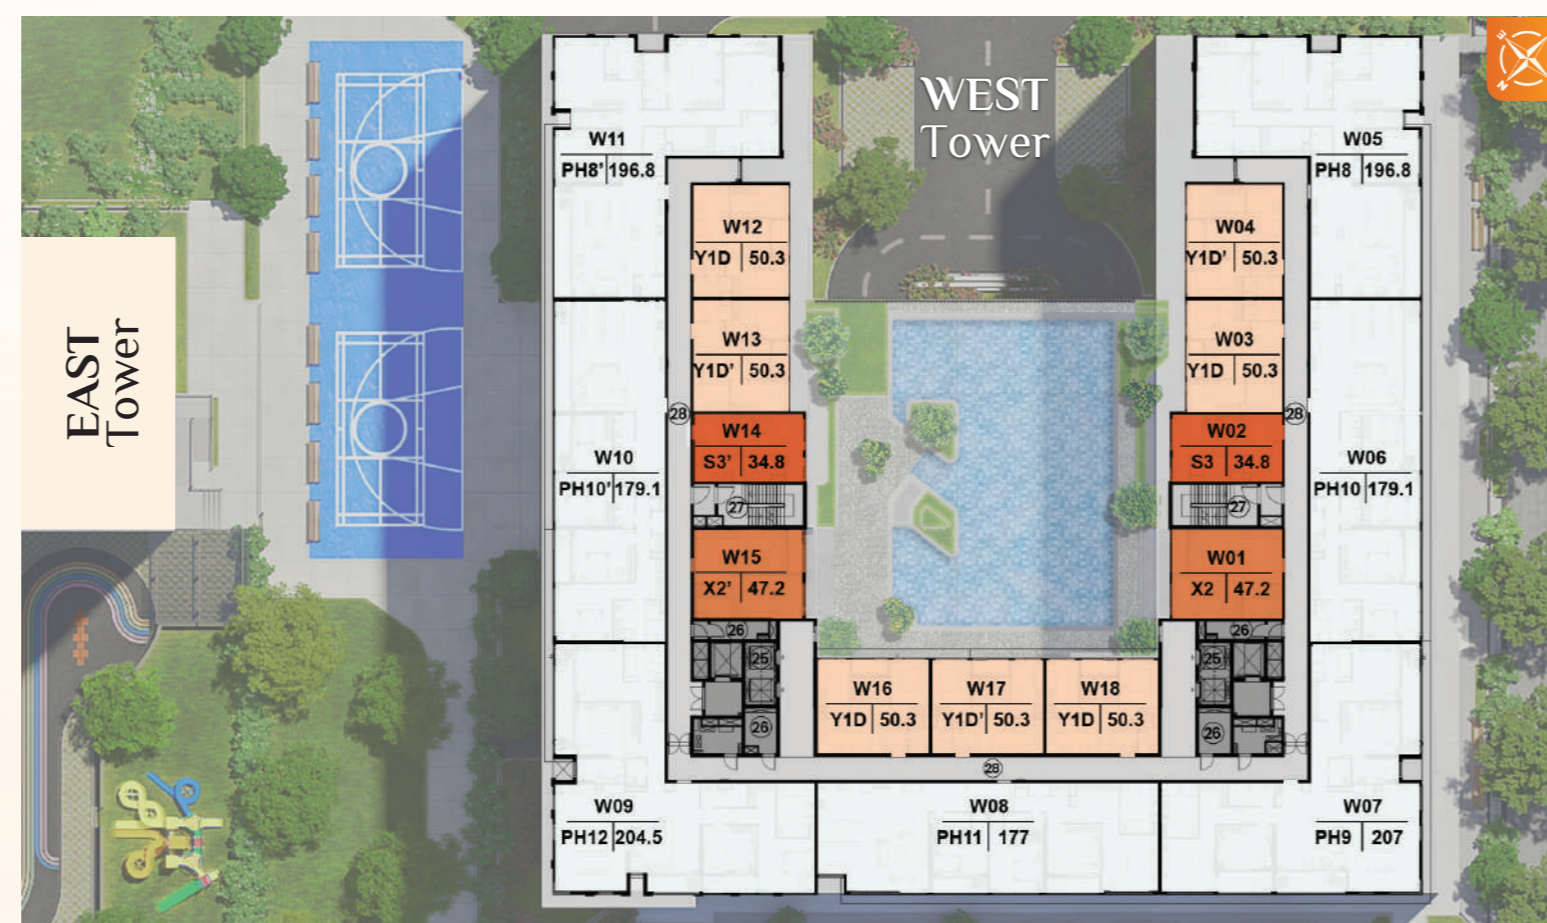 WEST
Tower
EAST
Tower
W11
PH8' 196.8
W05
PH8 196.8
W12
Y1D 50.3
W04
Y1D' 50.3
W13
Y1D' 50.3
W03
Y1D 50.3
28
28
W14
S3' 34.8
W02
S3 34.8
W10
PH10' 179.1
W06
PH10 179.1
27
27
W15
X2' 47.2
W01
X2 47.2
26
26
25
25
W16
Y1D 50.3
W17
Y1D' 50.3
W18
Y1D 50.3
26
26
28
W09
PH12 204.5
W08
PH11 177
W07
PH9 207